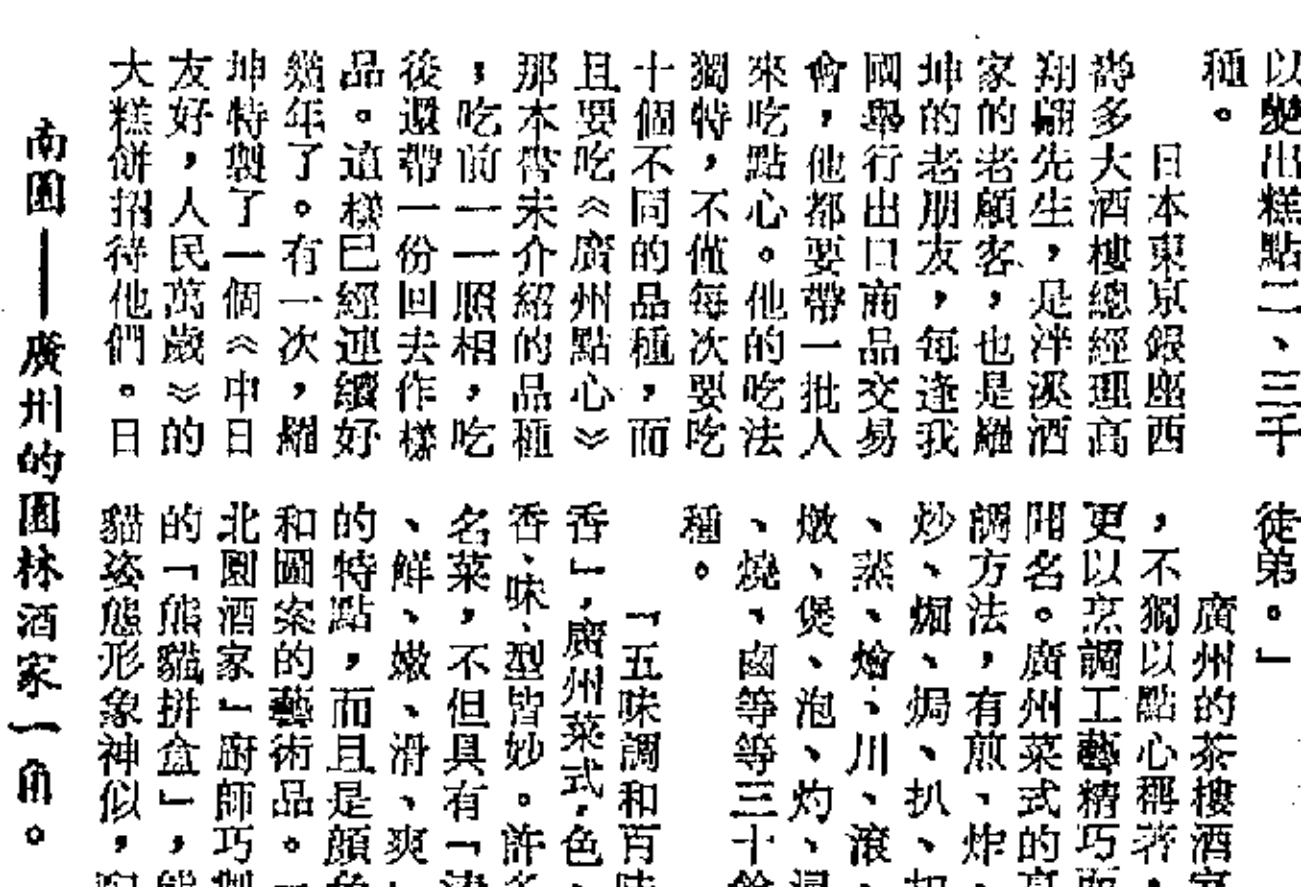 以變出糕點二、三千
種。
日本東京銀座西
壽多大酒樓總經理高
翔翩先生,是洋溪酒
家的老顧客,也是羅
坤的老朋友,每逢我
國舉行出口商品交易
會,他都要帶一批人
來吃點心。他的吃法
獨特,不僅每次要吃
十個不同的品種,而
且要吃《廣州點心》
那本書未介紹的品種
,吃前一一照相,吃
後還帶一份回去作樣
品。這樣已經連續好
幾年了。有一次,羅
坤特製了一個《中日
友好,人民萬歲》的
大糕餅招待他們。日
徒弟。」
廣州的茶樓酒家
,不獨以點心稱著,
更以烹調工藝精巧而
聞名。廣州菜式的烹
調方法,有煎、炸、
炒、煀、焗、扒、扣
、蒸、燴、川、滾、
燉、煲、泡、灼、浸
、燒、鹵等等三十餘
種。
「五味調和百味
香」,廣州菜式,色、
香、味、型皆妙。許多
名菜,不但具有「清
、鮮、嫩、滑、爽」
的特點,而且是顏色
和圖案的藝術品。「
北園酒家」廚師巧製
的「熊貓拼盒」,熊
貓姿態形象神似,
南園——廣州的園林酒家一角。